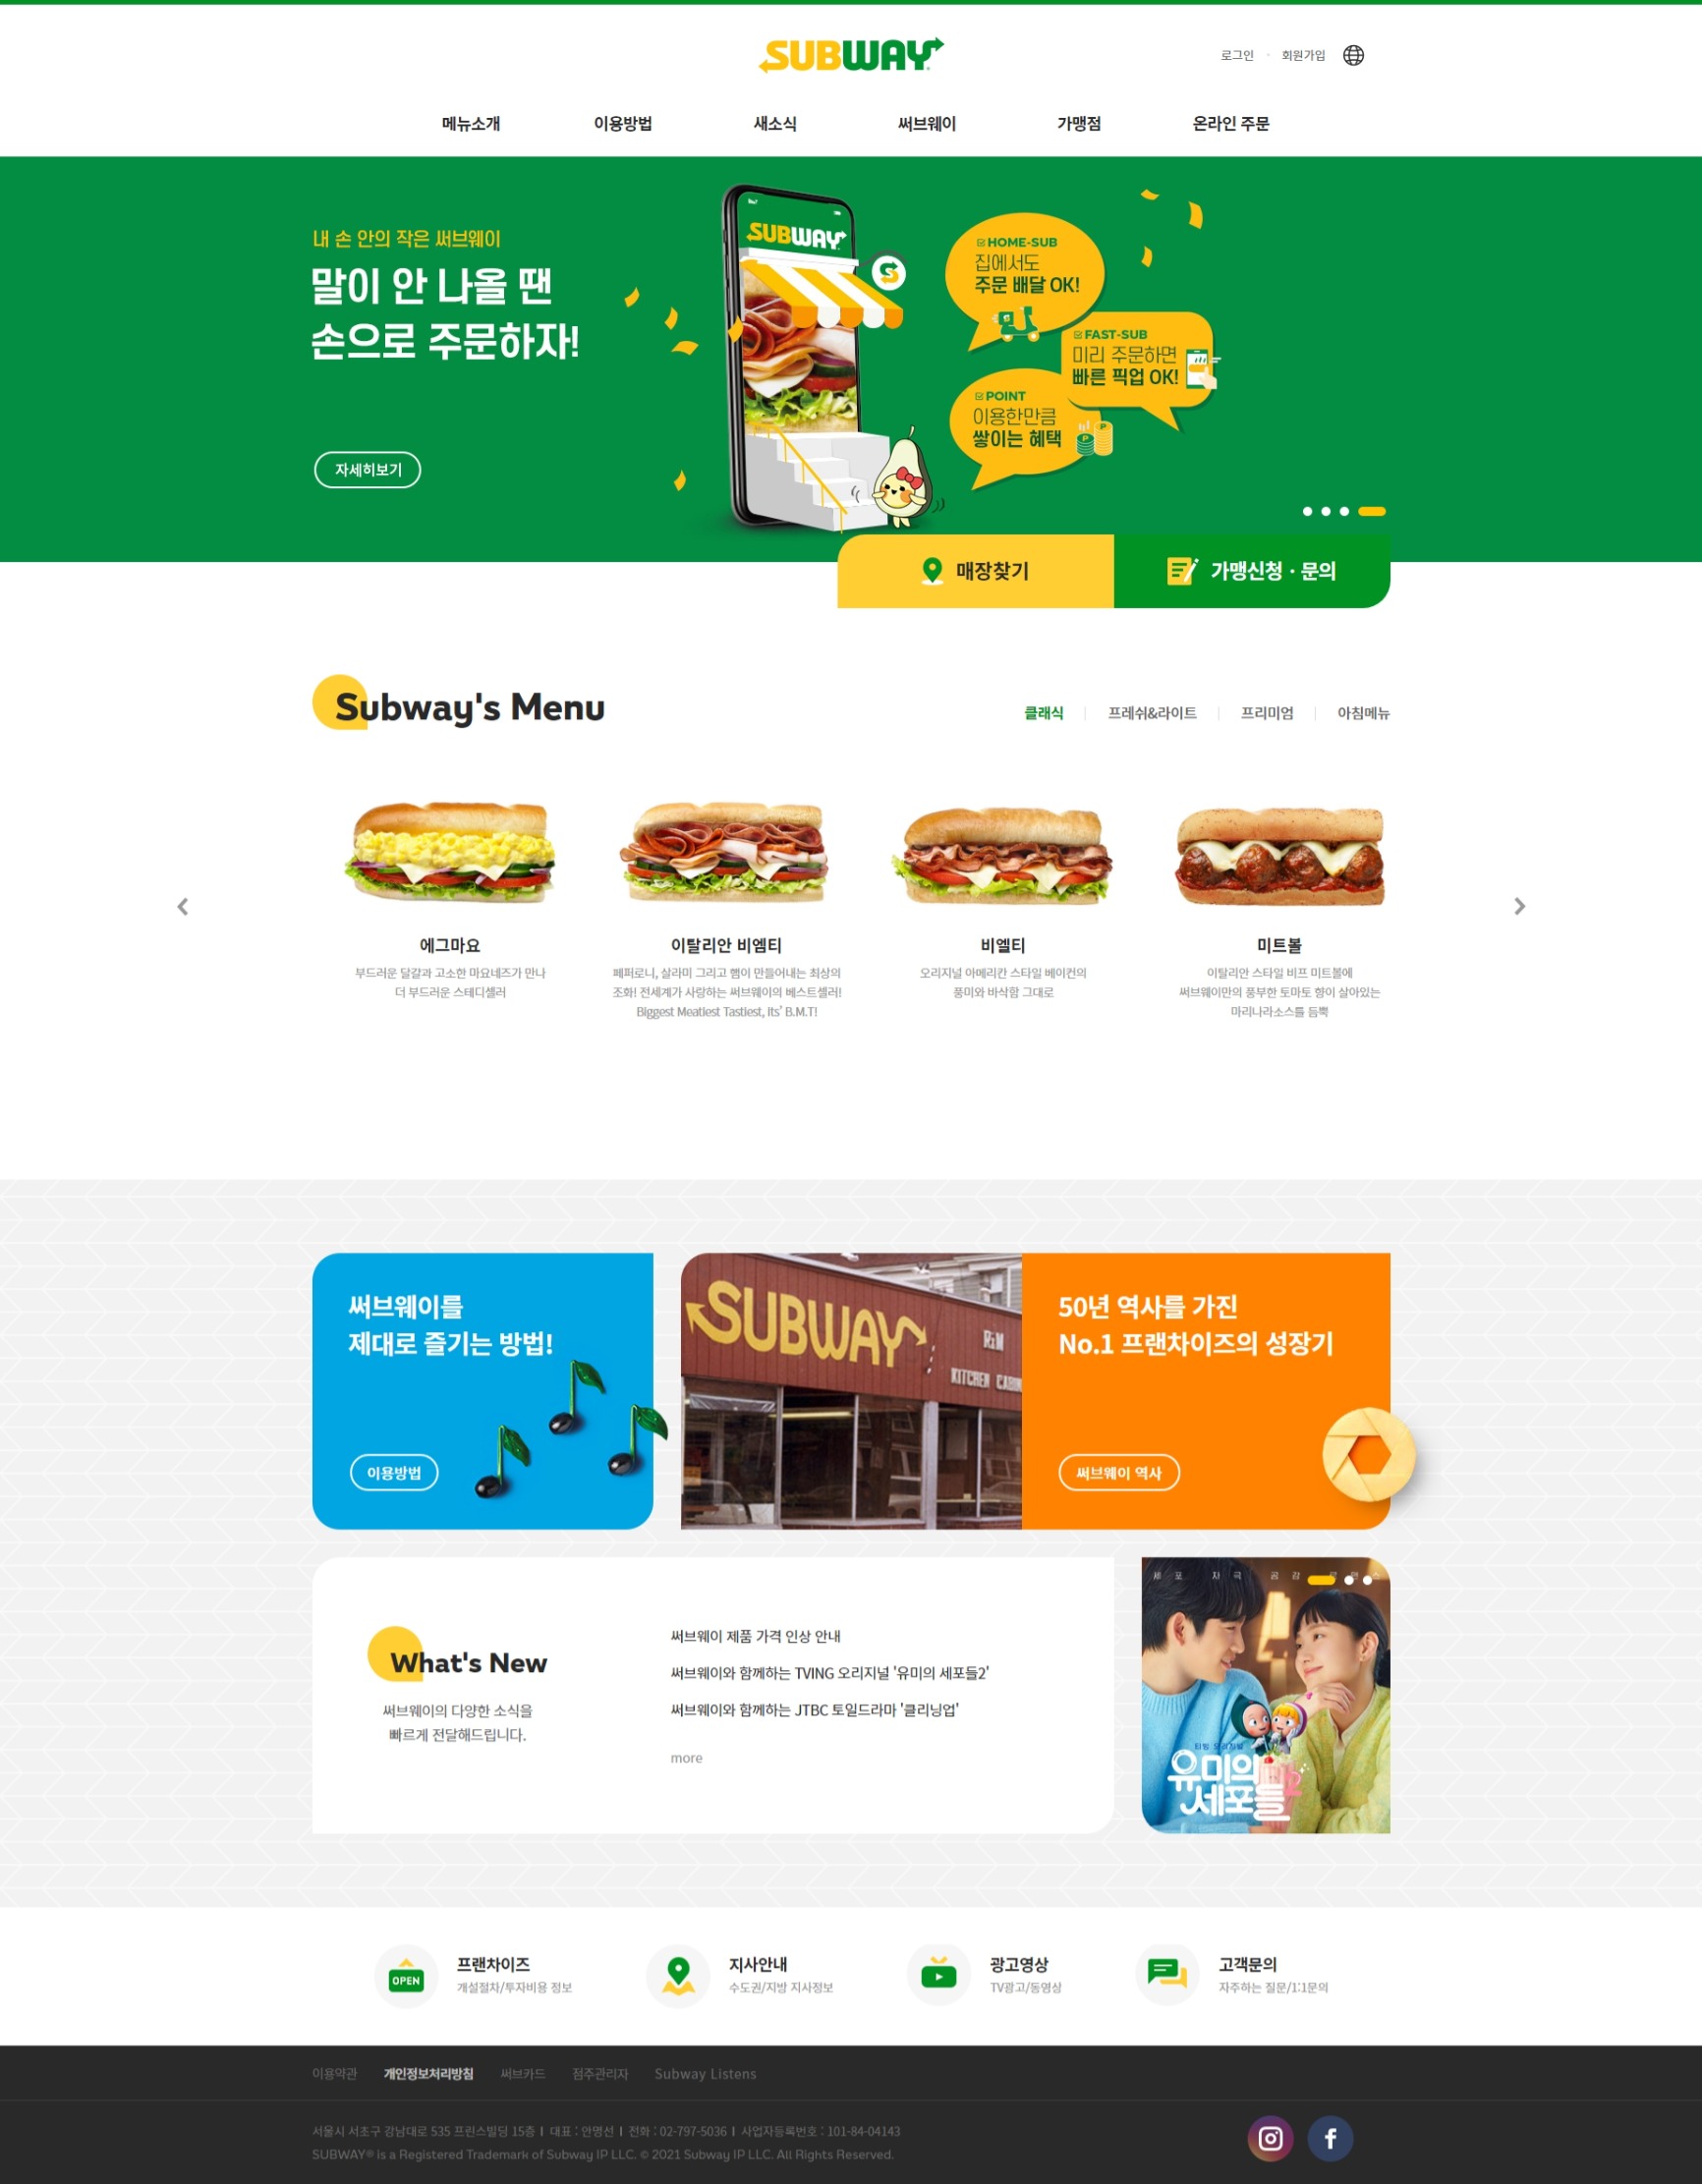 SUBWAY
로그인 · 회원가입
메뉴소개 이용방법 새소식 써브웨이 가맹점 온라인 주문
내 손 안의 작은 써브웨이
말이 안 나올 땐
손으로 주문하자!
자세히보기
SUBWAY
HOME-SUB
집에서도
주문 배달 OK!
FAST-SUB
미리 주문하면
빠른 픽업 OK!
POINT
이용한만큼
쌓이는 혜택
매장찾기
가맹신청 · 문의
Subway's Menu
클래식 프레쉬&라이트 프리미엄 아침메뉴
에그마요
부드러운 달걀과 고소한 마요네즈가 만나
더 부드러운 스테디셀러
이탈리안 비엠티
페퍼로니, 살라미 그리고 햄이 만들어내는 최상의
조화! 전세계가 사랑하는 써브웨이의 베스트셀러!
Biggest Meatiest Tastiest, its’ B.M.T!
비엘티
오리지널 아메리칸 스타일 베이컨의
풍미와 바삭함 그대로
미트볼
이탈리안 스타일 비프 미트볼에
써브웨이만의 풍부한 토마토 향이 살아있는
마리나라소스를 듬뿍
써브웨이를
제대로 즐기는 방법!
이용방법
SUBWAY
R&M
KITCHEN CABIN
50년 역사를 가진
No.1 프랜차이즈의 성장기
써브웨이 역사
What's New
써브웨이의 다양한 소식을
빠르게 전달해드립니다.
써브웨이 제품 가격 인상 안내
써브웨이와 함께하는 TVING 오리지널 '유미의 세포들2'
써브웨이와 함께하는 JTBC 토일드라마 '클리닝업'
more
세포 자극 공감
티빙 오리지널
유미의
세포들2
OPEN
프랜차이즈
개설절차/투자비용 정보
지사안내
수도권/지방 지사정보
광고영상
TV광고/동영상
고객문의
자주하는 질문/1:1문의
이용약관 개인정보처리방침 써브카드 점주관리자 Subway Listens
서울시 서초구 강남대로 535 프린스빌딩 15층 I 대표 : 안명선 I 전화 : 02-797-5036 I 사업자등록번호 : 101-84-04143
SUBWAY® is a Registered Trademark of Subway IP LLC. © 2021 Subway IP LLC. All Rights Reserved.